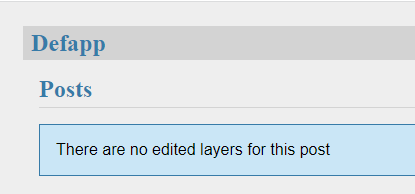 Defapp
Posts
There are no edited layers for this post